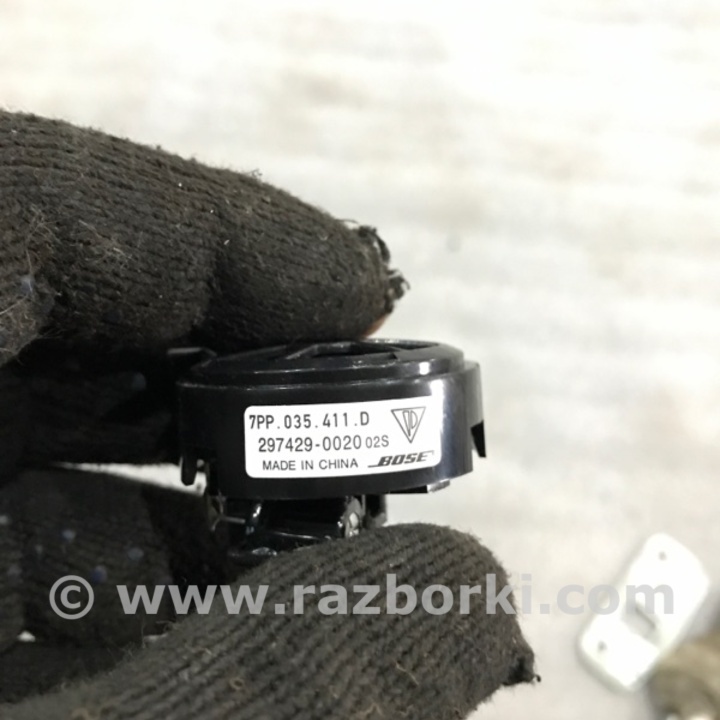 7PP.035.411.D
297429-0020 02S
MADE IN CHINA BOSE
© www.razborki.com